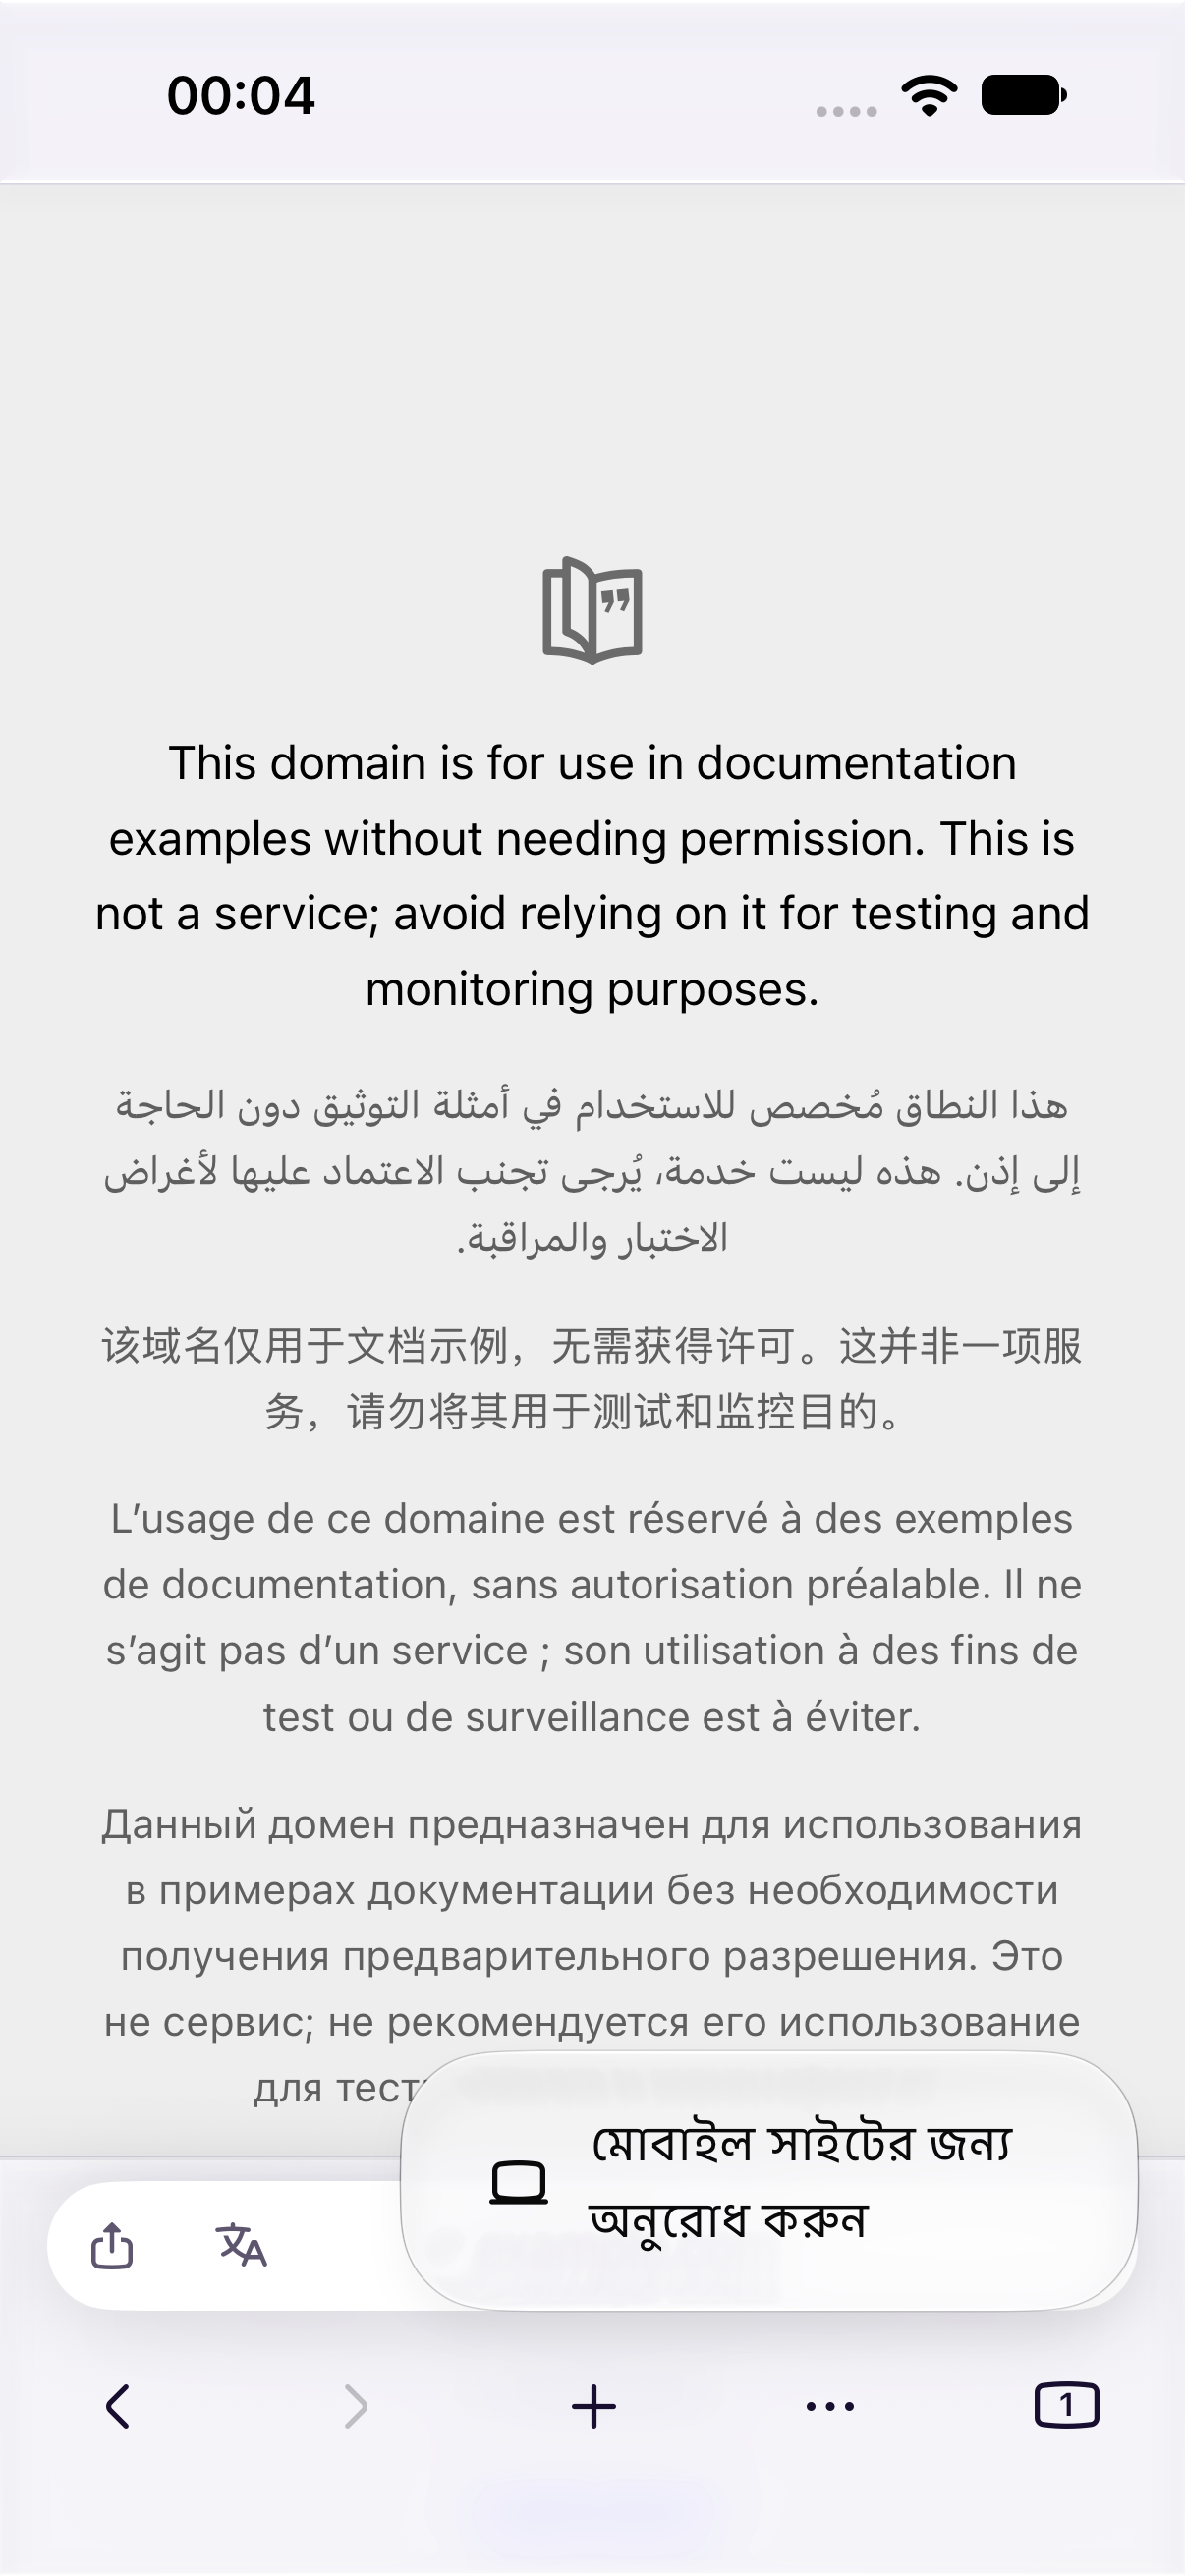 00:04
This domain is for use in documentation
examples without needing permission. This is
not a service; avoid relying on it for testing and
monitoring purposes.
هذا النطاق مُخصص للاستخدام في أمثلة التوثيق دون الحاجة
إلى إذن. هذه ليست خدمة، يُرجى تجنب الاعتماد عليها لأغراض
الاختبار والمراقبة.
该域名仅用于文档示例，无需获得许可。这并非一项服
务，请勿将其用于测试和监控目的。
L’usage de ce domaine est réservé à des exemples
de documentation, sans autorisation préalable. Il ne
s’agit pas d’un service ; son utilisation à des fins de
test ou de surveillance est à éviter.
Данный домен предназначен для использования
в примерах документации без необходимости
получения предварительного разрешения. Это
не сервис; не рекомендуется его использование
для
মোবাইল সাইটের জন্য
অনুরোধ করুন
1